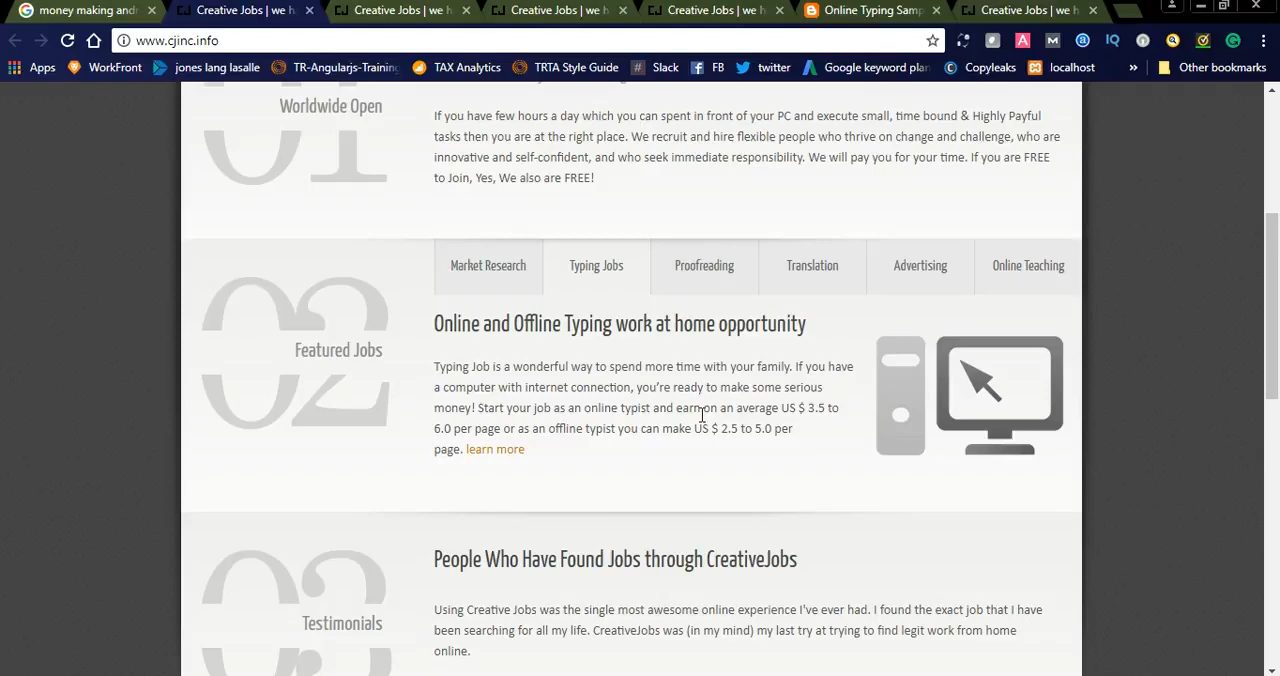 money making andr
Creative Jobs | we h
Creative Jobs | we h
Creative Jobs | we h
Creative Jobs | we h
Online Typing Samp
Creative Jobs | we h
www.cjinc.info
Apps
WorkFront
jones lang lasalle
TR-Angularjs-Training
TAX Analytics
TRTA Style Guide
Slack
FB
twitter
Google keyword plan
Copyleaks
localhost
»
Other bookmarks
01
Worldwide Open
If you have few hours a day which you can spent in front of your PC and execute small, time bound & Highly Payful
tasks then you are at the right place. We recruit and hire flexible people who thrive on change and challenge, who are
innovative and self-confident, and who seek immediate responsibility. We will pay you for your time. If you are FREE
to Join, Yes, We also are FREE!
Market Research
Typing Jobs
Proofreading
Translation
Advertising
Online Teaching
02
Featured Jobs
Online and Offline Typing work at home opportunity
Typing Job is a wonderful way to spend more time with your family. If you have
a computer with internet connection, you're ready to make some serious
money! Start your job as an online typist and earn on an average US $ 3.5 to
6.0 per page or as an offline typist you can make US $ 2.5 to 5.0 per
page. learn more
03
Testimonials
People Who Have Found Jobs through CreativeJobs
Using Creative Jobs was the single most awesome online experience I've ever had. I found the exact job that I have
been searching for all my life. CreativeJobs was (in my mind) my last try at trying to find legit work from home
online.